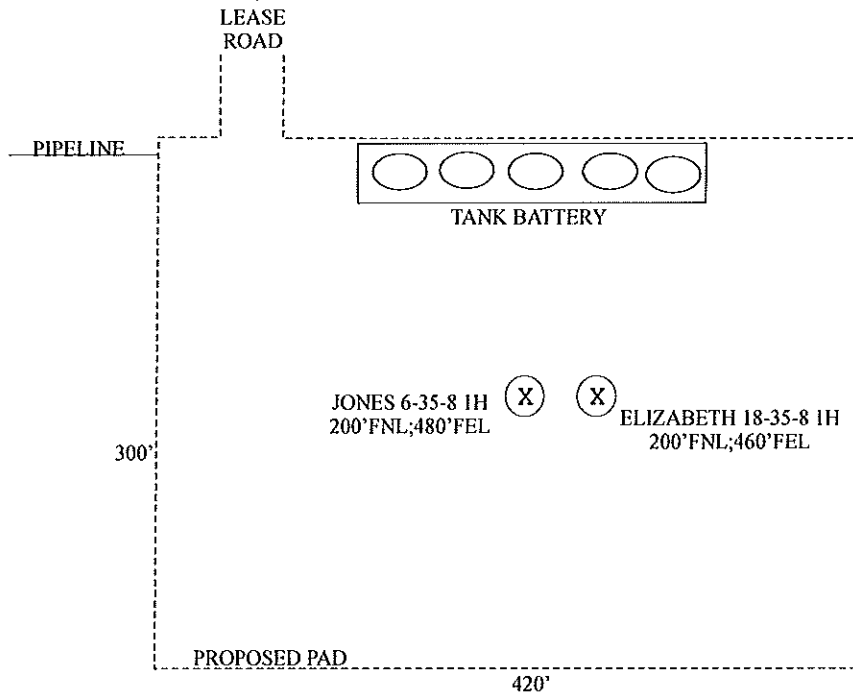 LEASE
ROAD
PIPELINE
TANK BATTERY
JONES 6-35-8 1H
200'FNL;480'FEL
X
X
ELIZABETH 18-35-8 1H
200'FNL;460'FEL
300'
PROPOSED PAD
420'